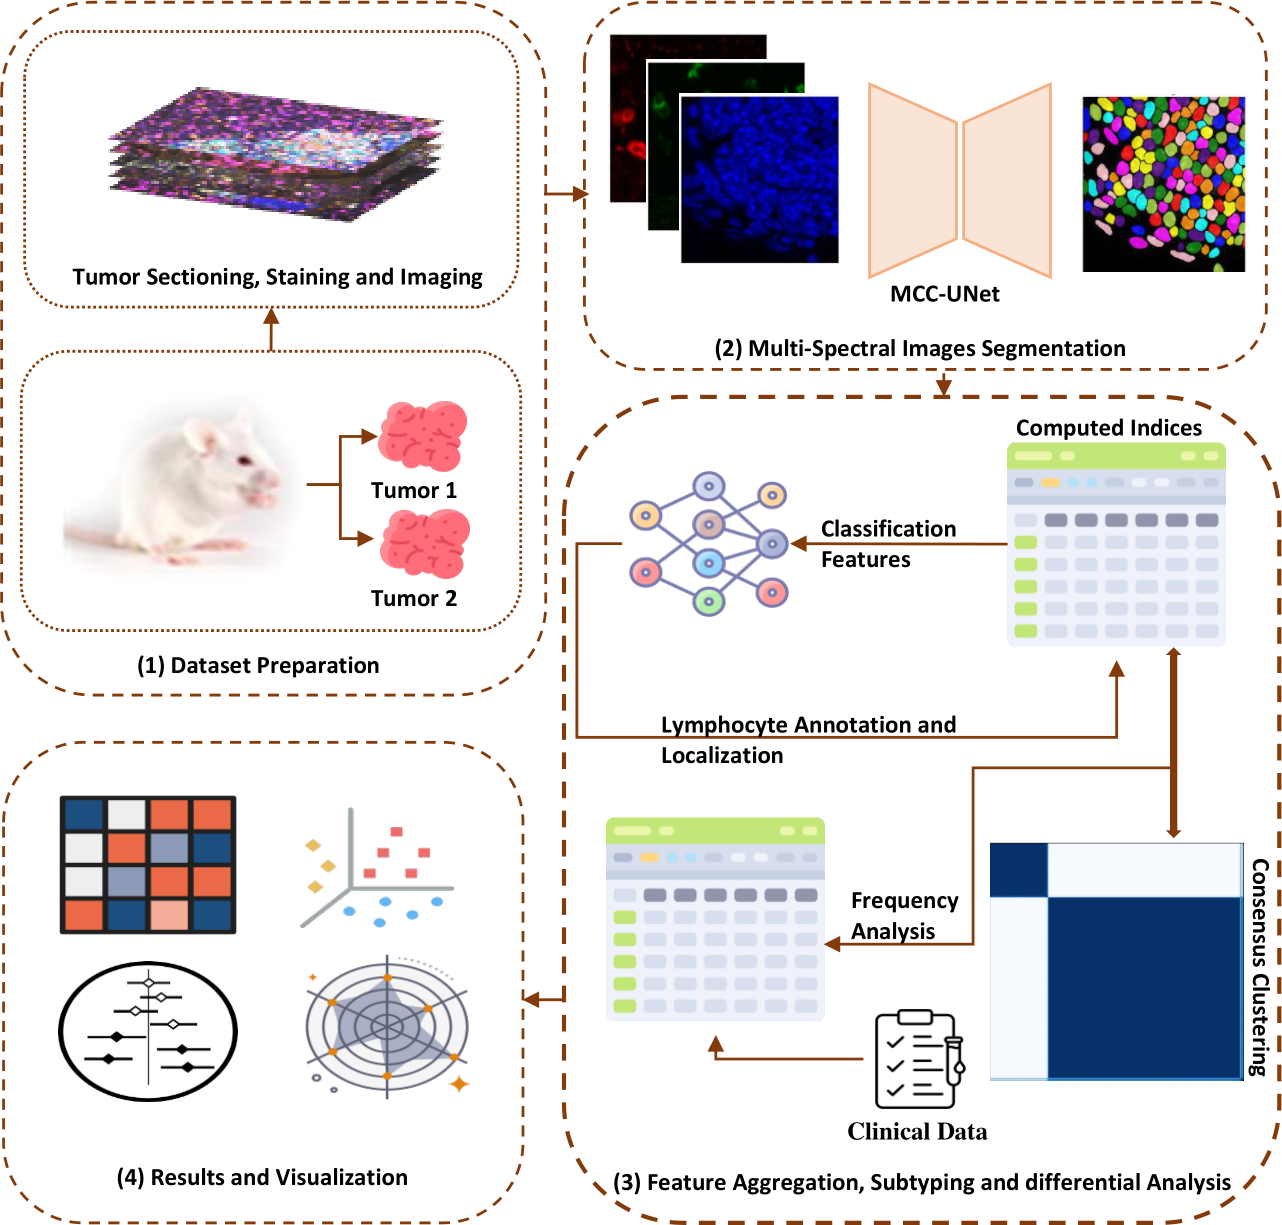 Tumor Sectioning, Staining and Imaging
Tumor 1
Tumor 2
(1) Dataset Preparation
MCC-UNet
(2) Multi-Spectral Images Segmentation
Computed Indices
Classification
Features
Lymphocyte Annotation and
Localization
Frequency
Analysis
Consensus Clustering
Clinical Data
(3) Feature Aggregation, Subtyping and differential Analysis
(4) Results and Visualization